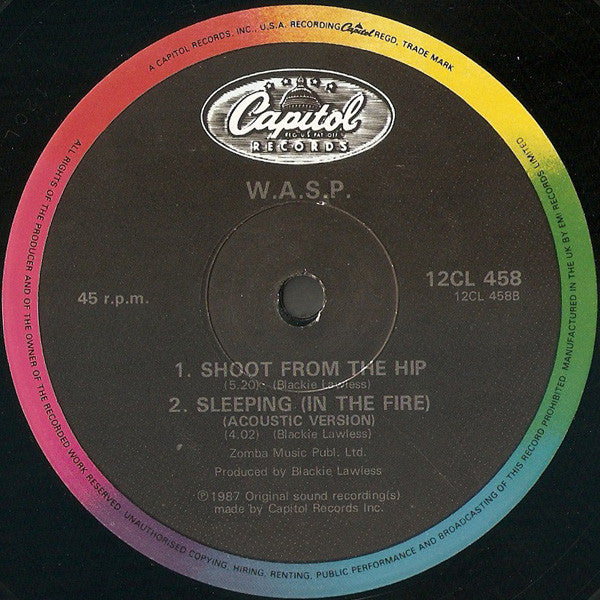 A CAPITOL RECORDS, INC., U.S.A. RECORDING Capitol REGD. TRADE MARK
ALL RIGHTS OF THE PRODUCER AND OF THE OWNER OF THE RECORDED WORK RESERVED. UNAUTHORISED COPYING, HIRING, RENTING, PUBLIC PERFORMANCE AND BROADCASTING OF THIS RECORD PROHIBITED. MANUFACTURED IN THE UK BY EMI RECORDS LIMITED
Capitol
REG US PAT OFF
RECORDS
W.A.S.P.
45 r.p.m.
12CL 458
12CL 458B
1. SHOOT FROM THE HIP
(5.20) (Blackie Lawless)
2. SLEEPING (IN THE FIRE)
(ACOUSTIC VERSION)
(4.02) (Blackie Lawless)
Zomba Music Publ. Ltd.
Produced by Blackie Lawless
℗1987 Original sound recording(s)
made by Capitol Records Inc.